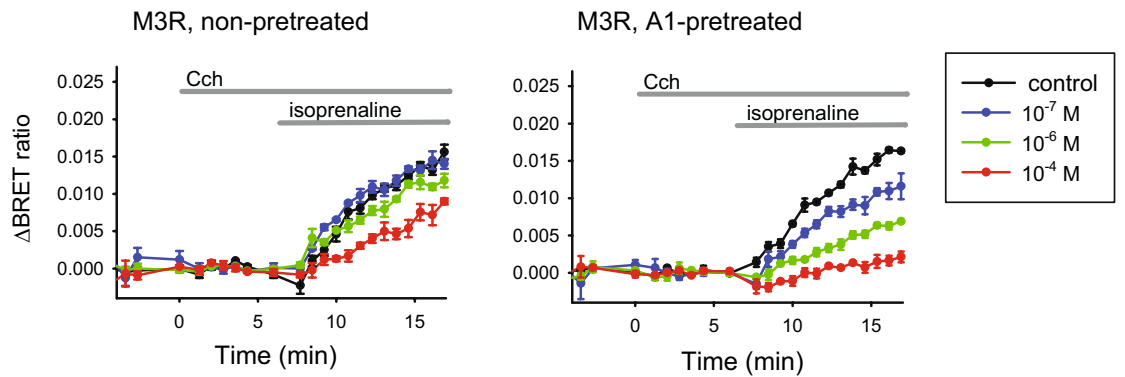 M3R, non-pretreated
ΔBRET ratio
0.025
0.020
0.015
0.010
0.005
0.000
Cch
isoprenaline
0 5 10 15
Time (min)
M3R, A1-pretreated
0.025
0.020
0.015
0.010
0.005
0.000
Cch
isoprenaline
0 5 10 15
Time (min)
control
10⁻⁷ M
10⁻⁶ M
10⁻⁴ M